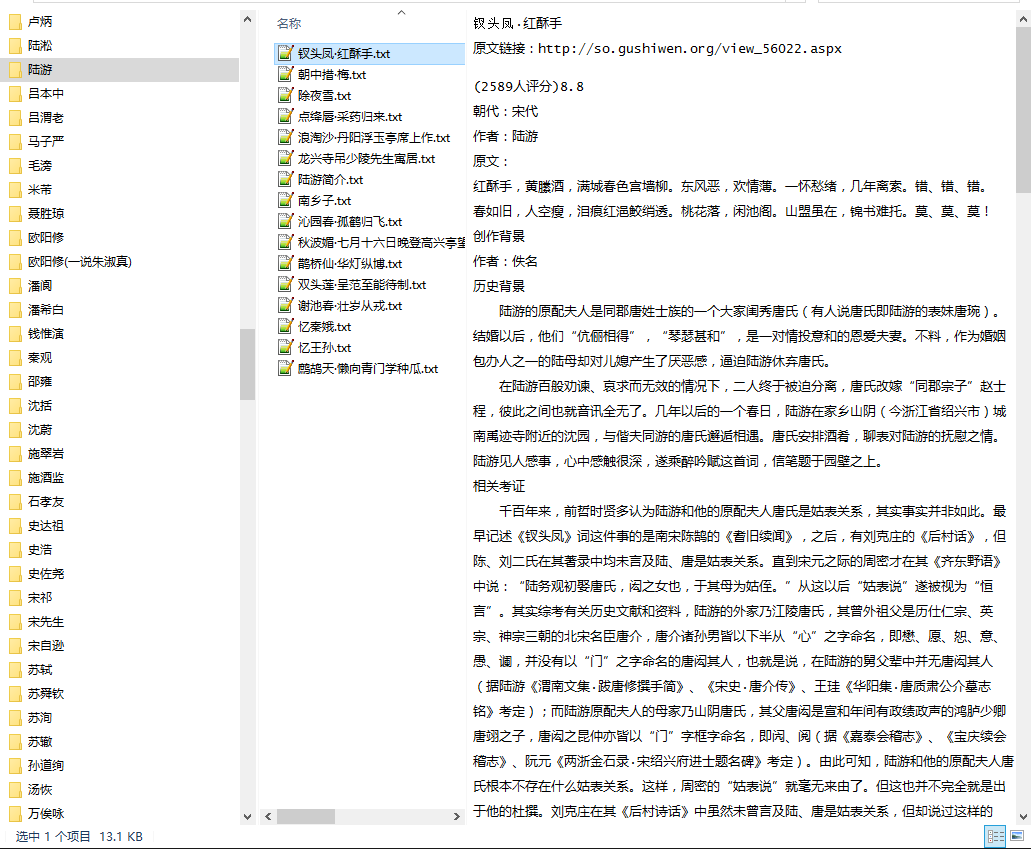 卢炳
陆淞
陆游
吕本中
吕渭老
马子严
毛滂
米芾
聂胜琼
欧阳修
欧阳修(一说朱淑真)
潘阆
潘希白
钱惟演
秦观
邵雍
沈括
沈蔚
施翠岩
施酒监
石孝友
史达祖
史浩
史佐尧
宋祁
宋先生
宋自逊
苏轼
苏舜钦
苏洵
苏辙
孙道绚
汤恢
万俟咏
名称
钗头凤·红酥手.txt
朝中措·梅.txt
除夜雪.txt
点绛唇·采药归来.txt
浪淘沙·丹阳浮玉亭席上作.txt
龙兴寺吊少陵先生寓居.txt
陆游简介.txt
南乡子.txt
沁园春·孤鹤归飞.txt
秋波媚·七月十六日晚登高兴亭望
鹊桥仙·华灯纵博.txt
双头莲·呈范至能待制.txt
谢池春·壮岁从戎.txt
忆秦娥.txt
忆王孙.txt
鹧鸪天·懒向青门学种瓜.txt
钗头凤·红酥手
原文链接：http://so.gushiwen.org/view_56022.aspx
(2589人评分)8.8
朝代：宋代
作者：陆游
原文：
红酥手，黄縢酒，满城春色宫墙柳。东风恶，欢情薄。一怀愁绪，几年离索。错、错、错。
春如旧，人空瘦，泪痕红浥鲛绡透。桃花落，闲池阁。山盟虽在，锦书难托。莫、莫、莫！
创作背景
作者：佚名
历史背景
陆游的原配夫人是同郡唐姓士族的一个大家闺秀唐氏（有人说唐氏即陆游的表妹唐琬）。
结婚以后，他们“伉俪相得”，“琴瑟甚和”，是一对情投意和的恩爱夫妻。不料，作为婚姻
包办人之一的陆母却对儿媳产生了厌恶感，逼迫陆游休弃唐氏。
在陆游百般劝谏、哀求而无效的情况下，二人终于被迫分离，唐氏改嫁“同郡宗子”赵士
程，彼此之间也就音讯全无了。几年以后的一个春日，陆游在家乡山阴（今浙江省绍兴市）城
南禹迹寺附近的沈园，与偕夫同游的唐氏邂逅相遇。唐氏安排酒肴，聊表对陆游的抚慰之情。
陆游见人感事，心中感触很深，遂乘醉吟赋这首词，信笔题于园壁之上。
相关考证
千百年来，前哲时贤多认为陆游和他的原配夫人唐氏是姑表关系，其实事实并非如此。最
早记述《钗头凤》词这件事的是南宋陈鹄的《耆旧续闻》，之后，有刘克庄的《后村话》，但
陈、刘二氏在其著录中均未言及陆、唐是姑表关系。直到宋元之际的周密才在其《齐东野语》
中说：“陆务观初娶唐氏，闳之女也，于其母为姑侄。”从这以后“姑表说”遂被视为“恒
言”。其实综考有关历史文献和资料，陆游的外家乃江陵唐氏，其曾外祖父是历仕仁宗、英
宗、神宗三朝的北宋名臣唐介，唐介诸孙男皆以下半从“心”之字命名，即懋、愿、恕、意、
愚、谰，并没有以“门”之字命名的唐闳其人，也就是说，在陆游的舅父辈中并无唐闳其人
（据陆游《渭南文集·跋唐修撰手简》、《宋史·唐介传》、王珪《华阳集·唐质肃公介墓志
铭》考定）；而陆游原配夫人的母家乃山阴唐氏，其父唐闳是宣和年间有政绩政声的鸿胪少卿
唐翊之子，唐闳之昆仲亦皆以“门”字框字命名，即闶、阅（据《嘉泰会稽志》、《宝庆续会
稽志》、阮元《两浙金石录·宋绍兴府进士题名碑》考定）。由此可知，陆游和他的原配夫人唐
氏根本不存在什么姑表关系。这样，周密的“姑表说”就毫无来由了。但这也并不完全就是出
于他的杜撰。刘克庄在其《后村诗话》中虽然未曾言及陆、唐是姑表关系，但却说过这样的
选中 1 个项目 13.1 KB